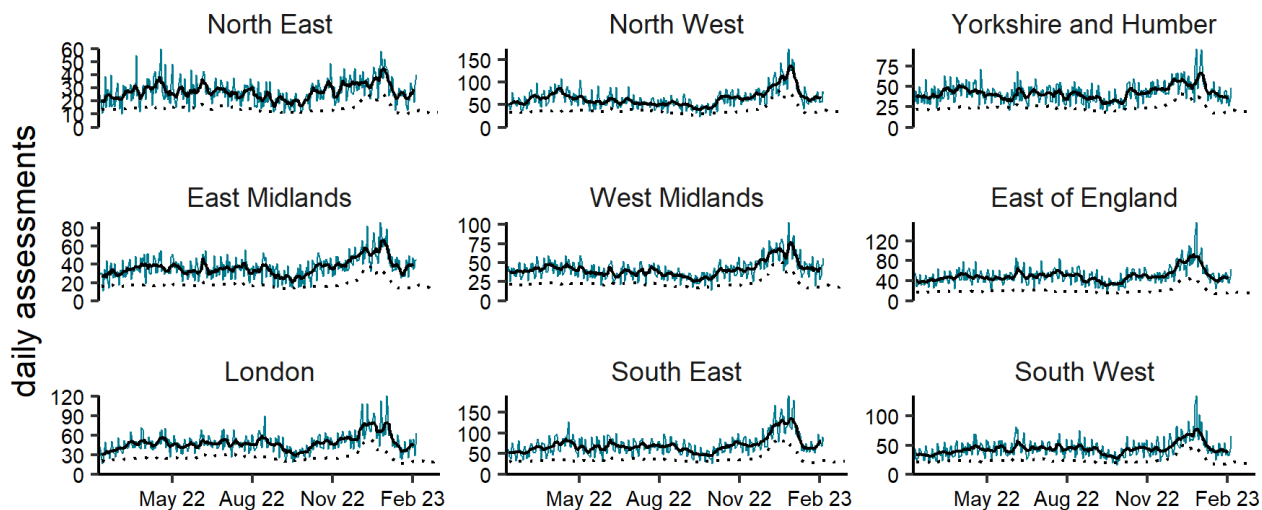 North East North West Yorkshire and Humber
60 50 40 30 20 10 0
150 100 50 0
75 50 25 0
daily assessments
East Midlands West Midlands East of England
80 60 40 20 0
100 75 50 25 0
120 80 40 0
London South East South West
120 90 60 30 0
150 100 50 0
100 50 0
May 22 Aug 22 Nov 22 Feb 23 May 22 Aug 22 Nov 22 Feb 23 May 22 Aug 22 Nov 22 Feb 23